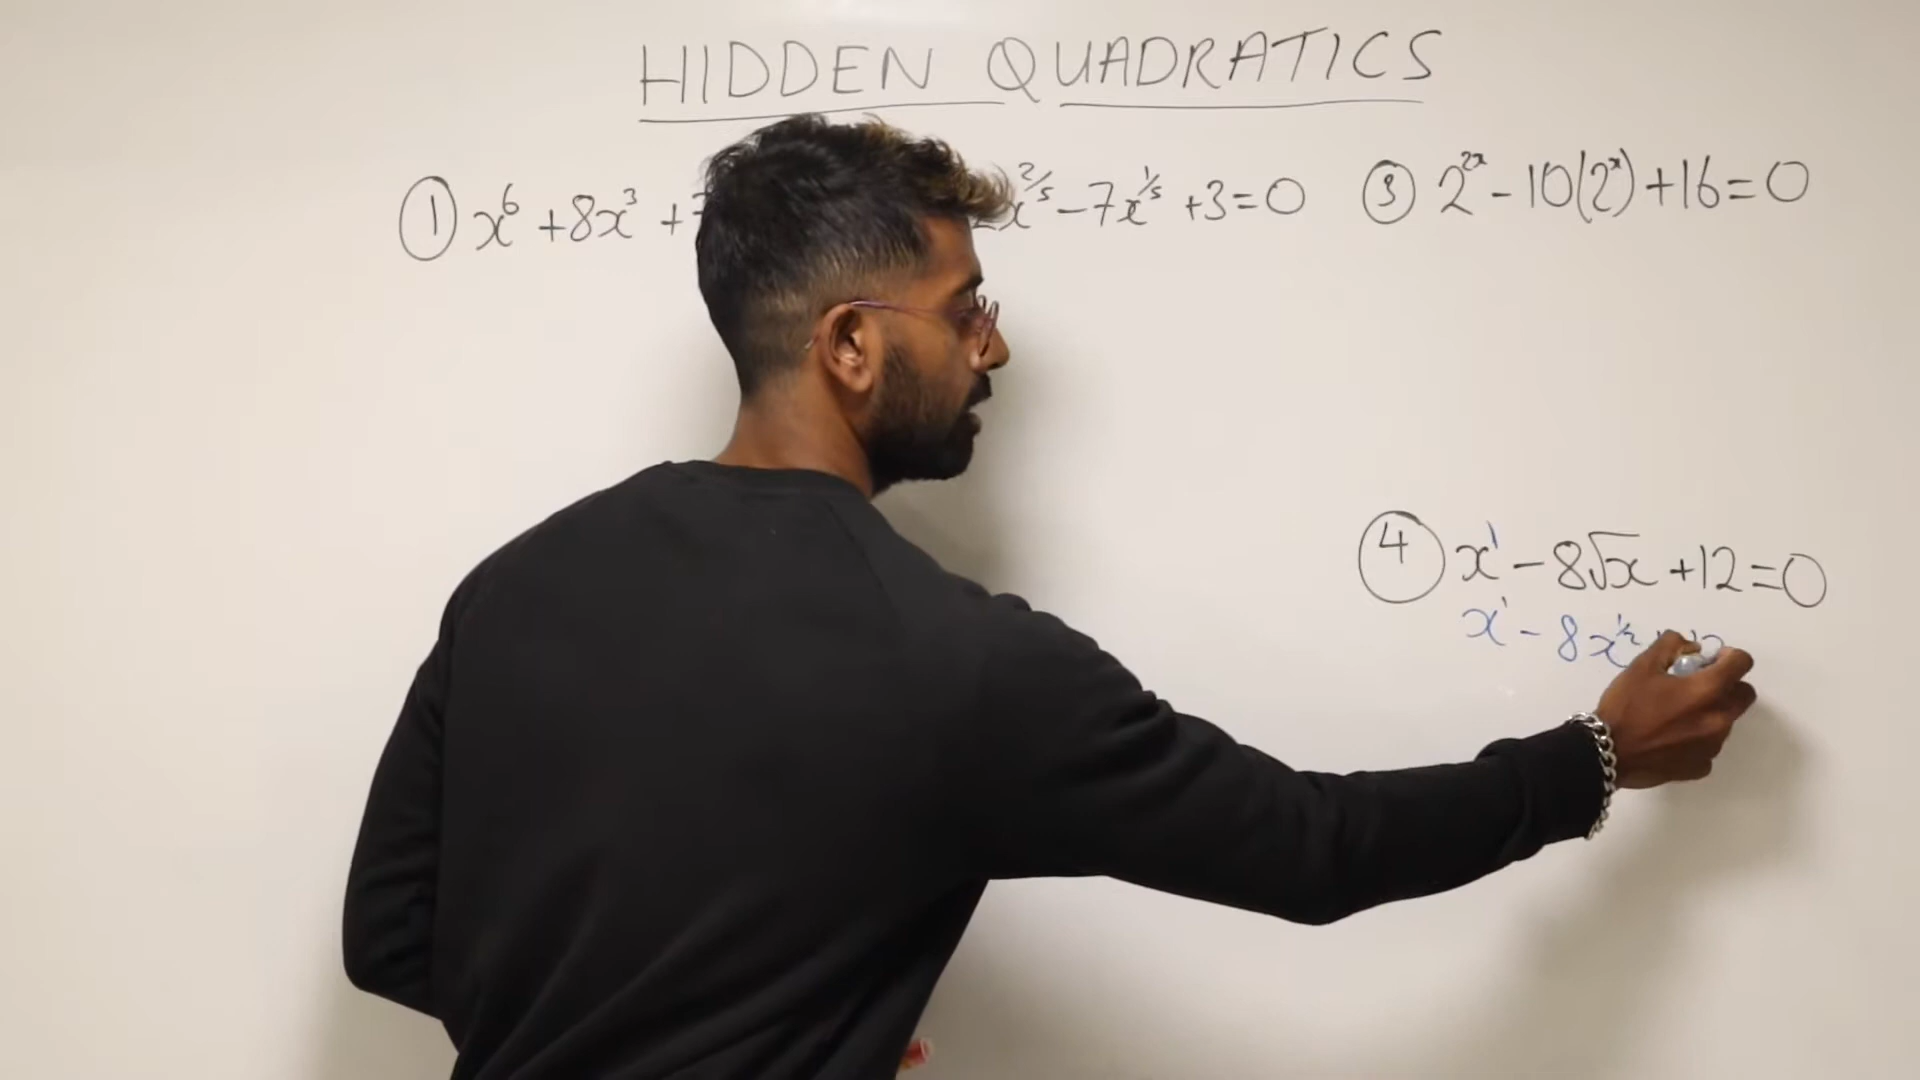 HIDDEN QUADRATICS
① x⁶ + 8x³ +
x^2/5 - 7x^1/5 + 3 = 0
③ 2^2x - 10(2^x) + 16 = 0
④ x¹ - 8√x + 12 = 0
x¹ - 8x^1/2